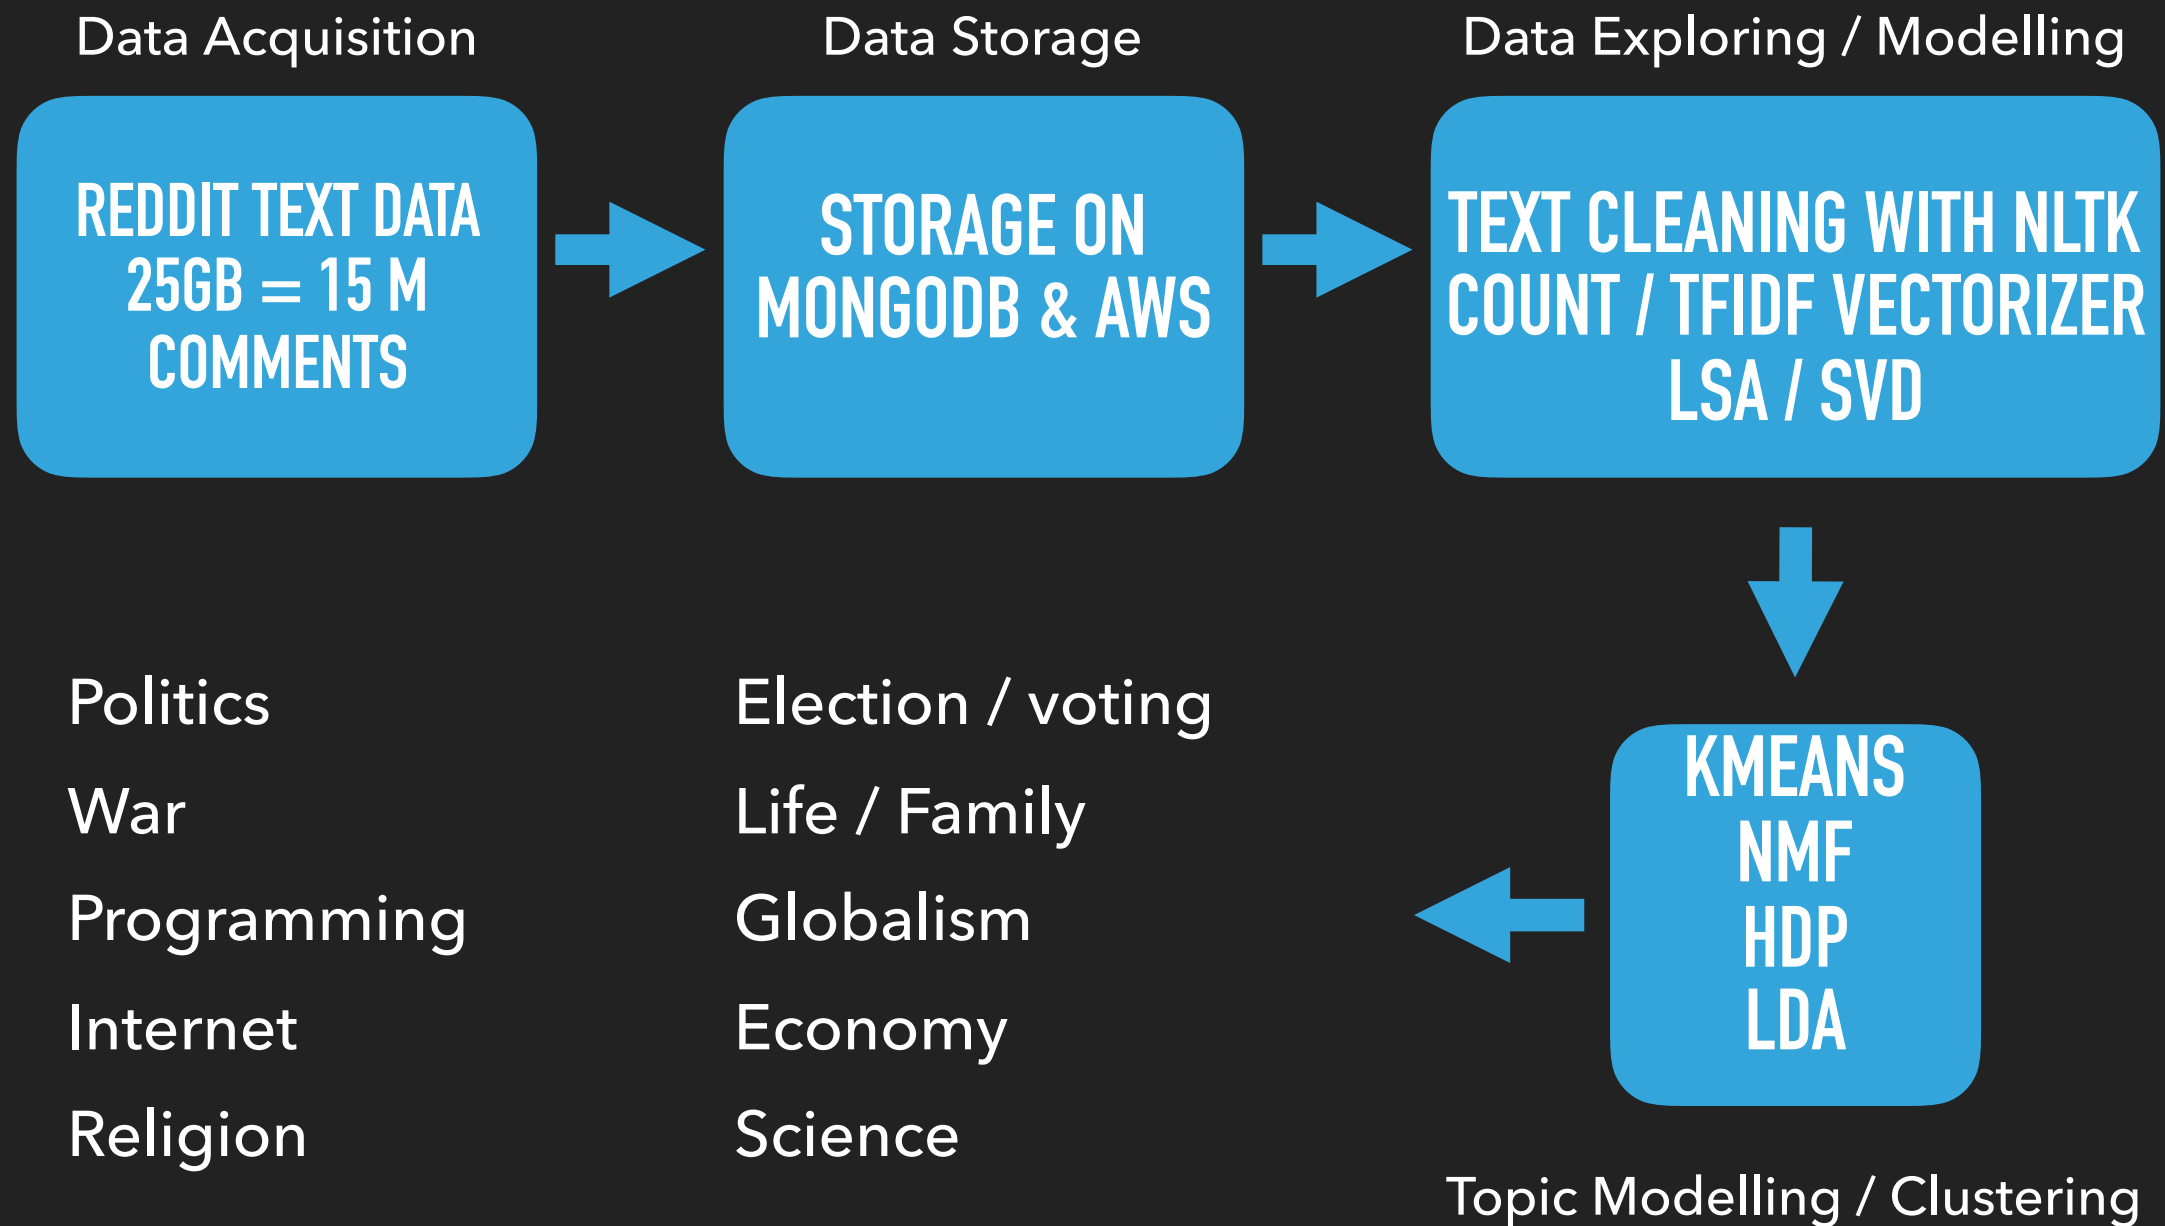 Data Acquisition
Data Storage
Data Exploring / Modelling
REDDIT TEXT DATA
25GB = 15 M
COMMENTS
STORAGE ON
MONGODB & AWS
TEXT CLEANING WITH NLTK
COUNT / TFIDF VECTORIZER
LSA / SVD
KMEANS
NMF
HDP
LDA
Topic Modelling / Clustering
Politics
War
Programming
Internet
Religion
Election / voting
Life / Family
Globalism
Economy
Science